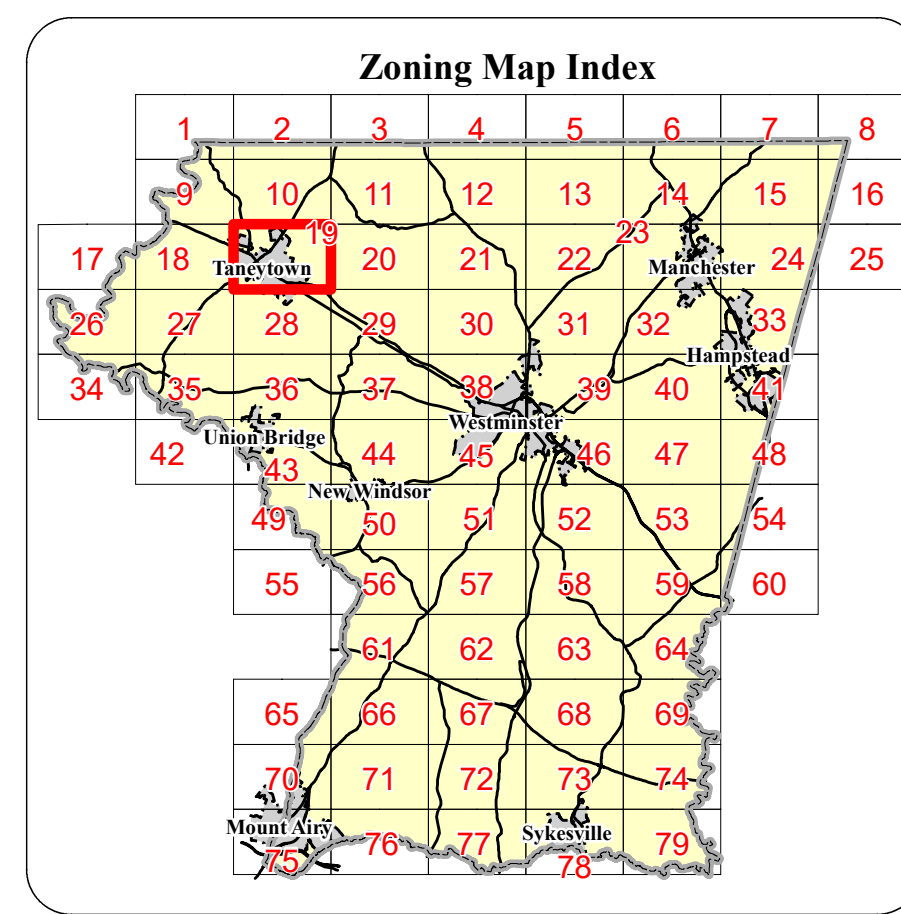 Zoning Map Index
1 2 3 4 5 6 7 8
9 10 11 12 13 14 15 16
17 18 19 20 21 22 23 24 25
Taneytown
Manchester
26 27 28 29 30 31 32 33
Hampstead
34 35 36 37 38 39 40 41
Westminster
Union Bridge
42 43 44 45 46 47 48
New Windsor
49 50 51 52 53 54
55 56 57 58 59 60
61 62 63 64
65 66 67 68 69
70 71 72 73 74
Mount Airy
Sykesville
75 76 77 78 79